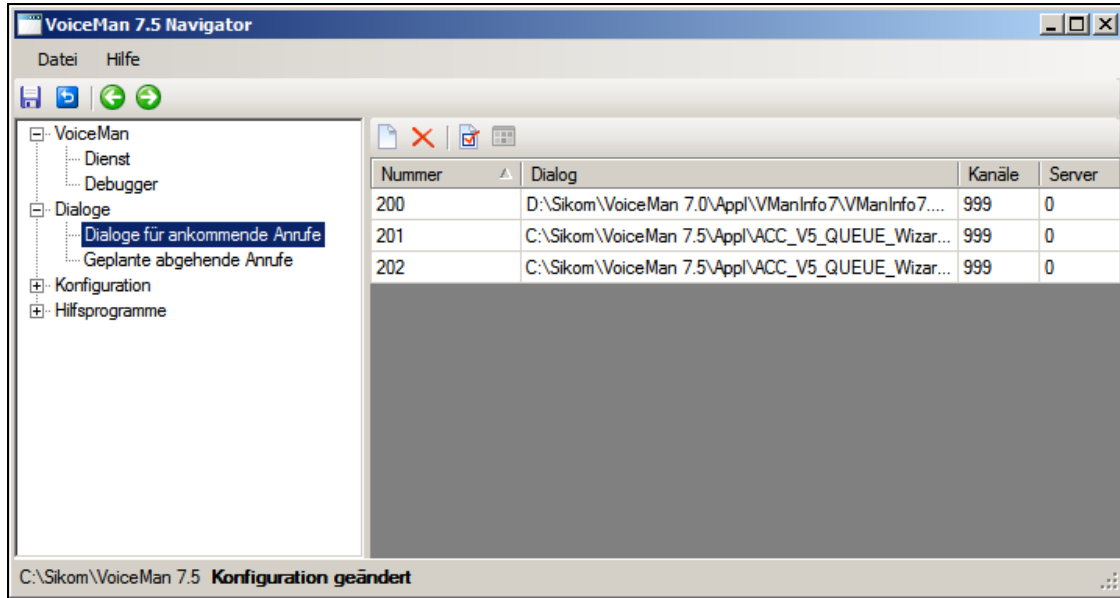 VoiceMan 7.5 Navigator
Datei Hilfe
VoiceMan
Dienst
Debugger
Dialoge
Dialoge für ankommende Anrufe
Geplante abgehende Anrufe
Konfiguration
Hilfsprogramme
Nummer Dialog Kanäle Server
200 D:\Sikom\VoiceMan 7.0\Appl\VManInfo7\VManInfo7.... 999 0
201 C:\Sikom\VoiceMan 7.5\Appl\ACC_V5_QUEUE_Wizar... 999 0
202 C:\Sikom\VoiceMan 7.5\Appl\ACC_V5_QUEUE_Wizar... 999 0
C:\Sikom\VoiceMan 7.5 Konfiguration geändert